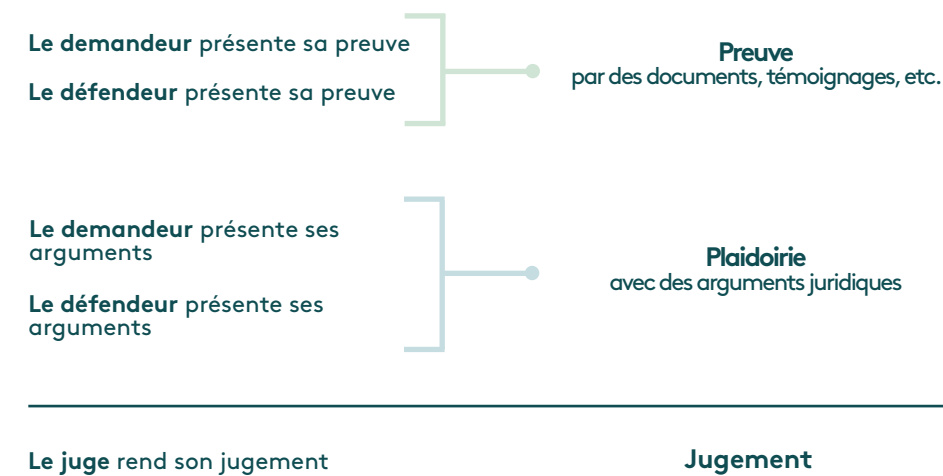 Le demandeur présente sa preuve
Le défendeur présente sa preuve
Preuve
par des documents, témoignages, etc.
Le demandeur présente ses
arguments
Le défendeur présente ses
arguments
Plaidoirie
avec des arguments juridiques
Le juge rend son jugement
Jugement